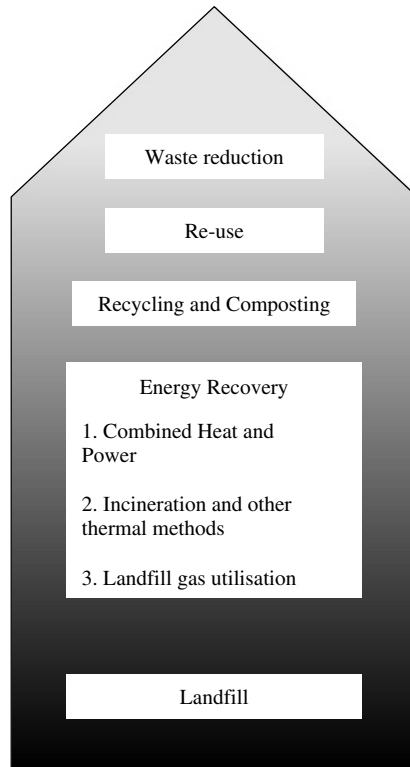 Waste reduction
Re-use
Recycling and Composting
Energy Recovery
1. Combined Heat and
Power
2. Incineration and other
thermal methods
3. Landfill gas utilisation
Landfill